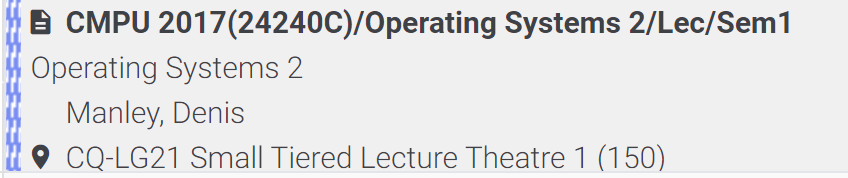 CMPU 2017(24240C)/Operating Systems 2/Lec/Sem1
Operating Systems 2
Manley, Denis
CQ-LG21 Small Tiered Lecture Theatre 1 (150)